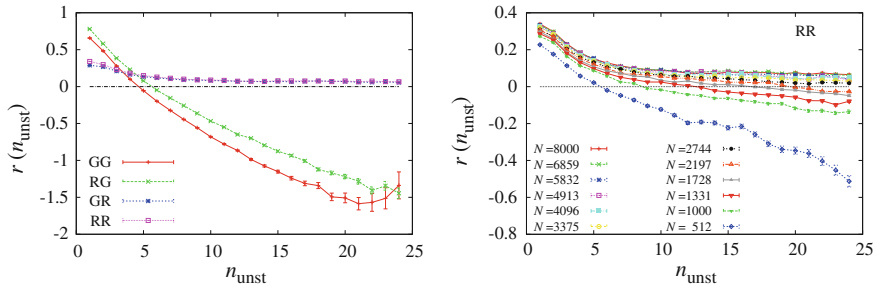 1
0.5
0
-0.5
-1
-1.5
-2
0 5 10 15 20 25
r (n_unst)
n_unst
GG
RG
GR
RR
0.4
0.2
0.0
-0.2
-0.4
-0.6
-0.8
0 5 10 15 20 25
r (n_unst)
n_unst
RR
N = 8000
N = 6859
N = 5832
N = 4913
N = 4096
N = 3375
N = 2744
N = 2197
N = 1728
N = 1331
N = 1000
N = 512